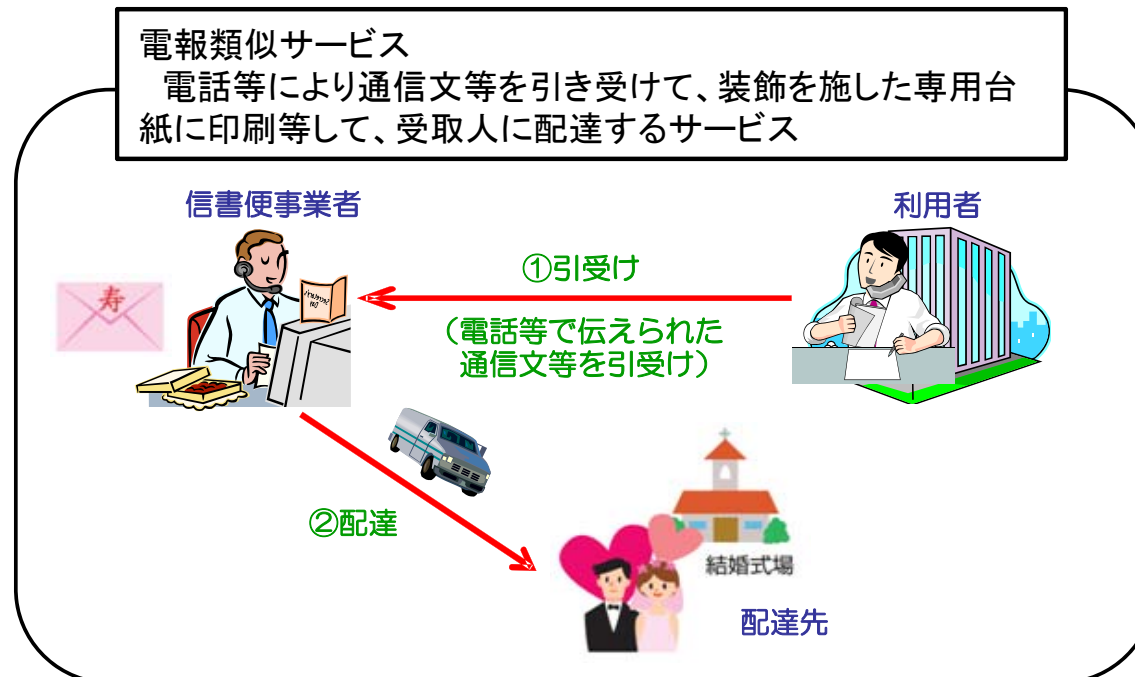 電報類似サービス
電話等により通信文等を引き受けて、装飾を施した専用台
紙に印刷等して、受取人に配達するサービス
信書便事業者
利用者
①引受け
寿
（電話等で伝えられた
通信文等を引受け）
②配達
結婚式場
配達先